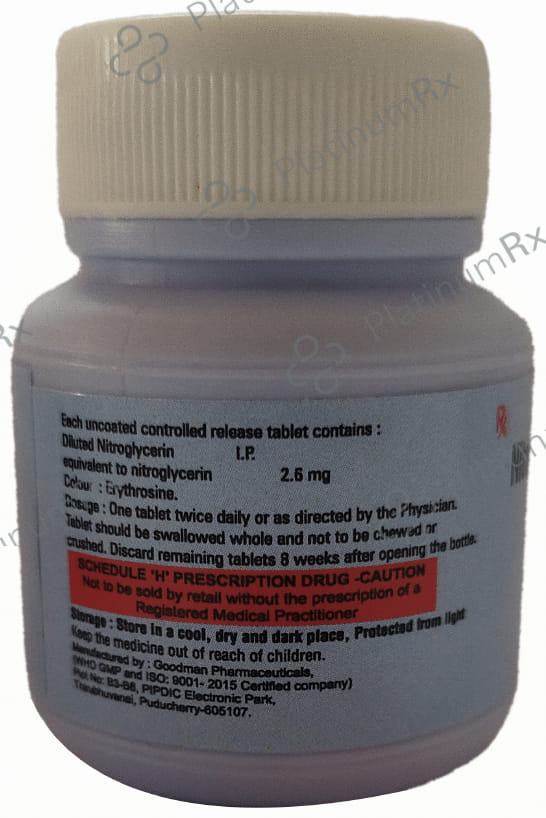 PlatinumRx
PlatinumRx
PlatinumRx
Rx
Each uncoated controlled release tablet contains :
Diluted Nitroglycerin I.P.
equivalent to nitroglycerin 2.6 mg
Colour : Erythrosine.
Dosage : One tablet twice daily or as directed by the Physician.
Tablet should be swallowed whole and not to be chewed or
crushed. Discard remaining tablets 8 weeks after opening the bottle.
SCHEDULE 'H' PRESCRIPTION DRUG -CAUTION
Not to be sold by retail without the prescription of a
Registered Medical Practitioner
Storage : Store in a cool, dry and dark place, Protected from light
Keep the medicine out of reach of children.
Manufactured by : Goodman Pharmaceuticals,
(WHO GMP and ISO: 9001- 2015 Certified company)
Plot No: B3-B6, PIPDIC Electronic Park,
Thirubhuvanai, Puducherry-605107.